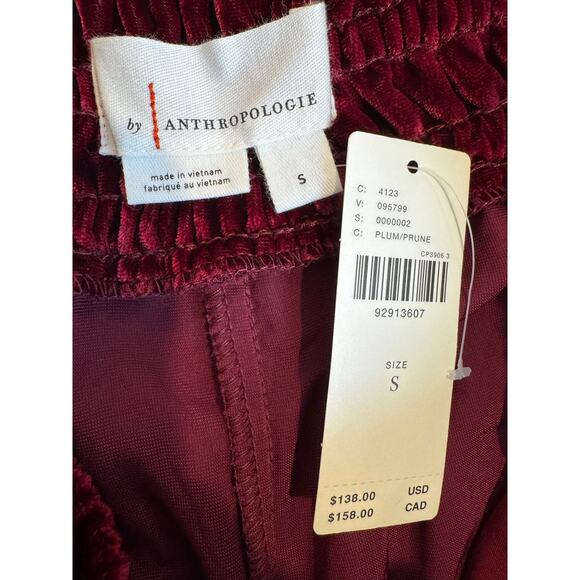 by ANTHROPOLOGIE
made in vietnam
fabriqué au vietnam
S
C: 4123
V: 095799
S: 0000002
C: PLUM/PRUNE
CP3906 3
92913607
SIZE
S
$138.00 USD
$158.00 CAD